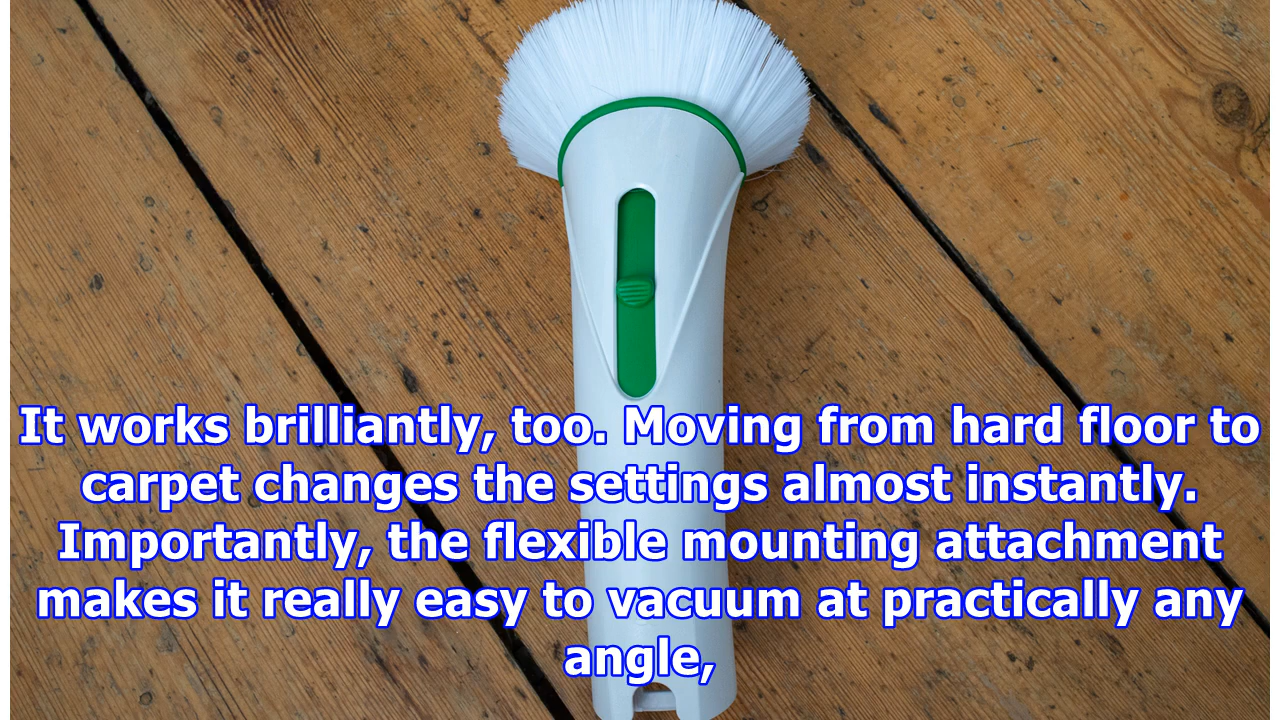 It works brilliantly, too. Moving from hard floor to
carpet changes the settings almost instantly.
Importantly, the flexible mounting attachment
makes it really easy to vacuum at practically any
angle,